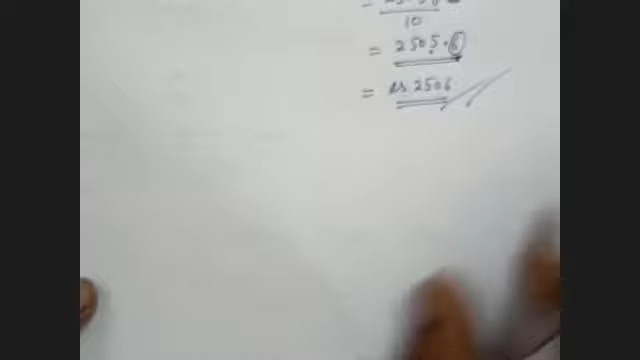 10
= 2505.6
= Rs. 2506